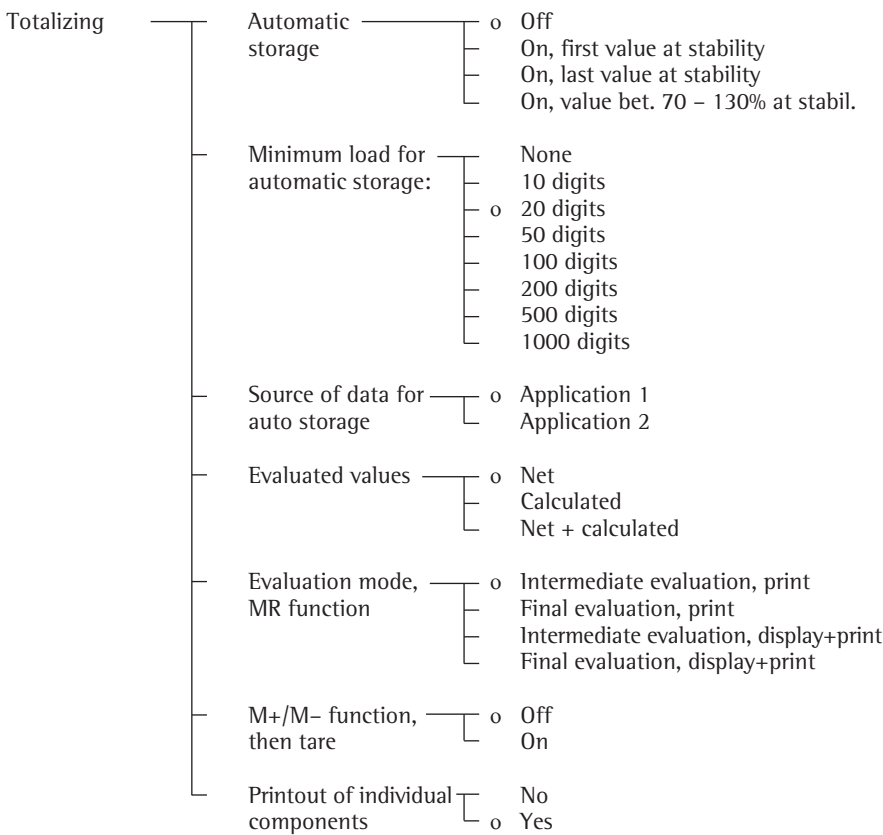 Totalizing Automatic o Off
storage On, first value at stability
On, last value at stability
On, value bet. 70 – 130% at stabil.
Minimum load for None
automatic storage: 10 digits
o 20 digits
50 digits
100 digits
200 digits
500 digits
1000 digits
Source of data for o Application 1
auto storage Application 2
Evaluated values o Net
Calculated
Net + calculated
Evaluation mode, o Intermediate evaluation, print
MR function Final evaluation, print
Intermediate evaluation, display+print
Final evaluation, display+print
M+/M– function, o Off
then tare On
Printout of individual No
components o Yes